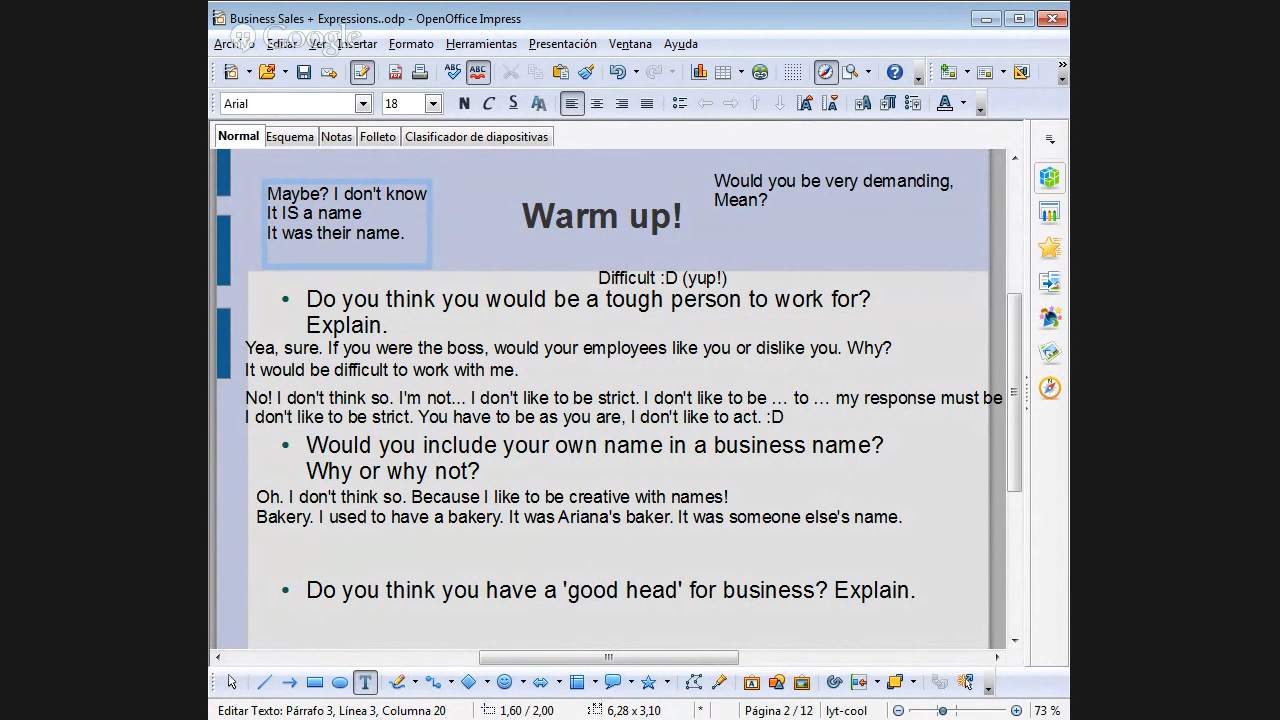 Business Sales + Expressions..odp - OpenOffice Impress
Google
Archivo Editar Ver Insertar Formato Herramientas Presentación Ventana Ayuda
Arial 18 N C S
Normal Esquema Notas Folleto Clasificador de diapositivas
Maybe? I don't know
It IS a name
It was their name.
Warm up!
Would you be very demanding,
Mean?
Difficult :D (yup!)
• Do you think you would be a tough person to work for?
Explain.
Yea, sure. If you were the boss, would your employees like you or dislike you. Why?
It would be difficult to work with me.
No! I don't think so. I'm not... I don't like to be strict. I don't like to be … to … my response must be
I don't like to be strict. You have to be as you are, I don't like to act. :D
• Would you include your own name in a business name?
Why or why not?
Oh. I don't think so. Because I like to be creative with names!
Bakery. I used to have a bakery. It was Ariana's baker. It was someone else's name.
• Do you think you have a 'good head' for business? Explain.
Editar Texto: Párrafo 3, Línea 3, Columna 20 1,60 / 2,00 6,28 x 3,10 * Página 2 / 12 lyt-cool 73 %